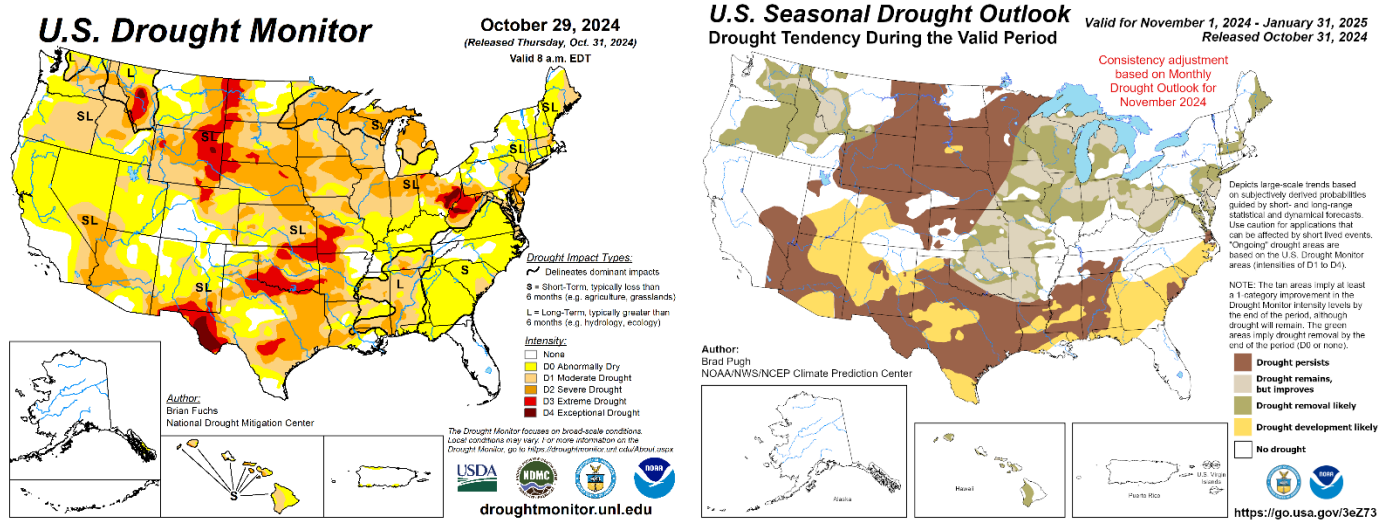 U.S. Drought Monitor
October 29, 2024
(Released Thursday, Oct. 31, 2024)
Valid 8 a.m. EDT
L
L
SL
SL
S
SL
SL
SL
SL
SL
SL
S
L
Drought Impact Types:
Delineates dominant impacts
S = Short-Term, typically less than
6 months (e.g. agriculture, grasslands)
L = Long-Term, typically greater than
6 months (e.g. hydrology, ecology)
Intensity:
None
D0 Abnormally Dry
D1 Moderate Drought
D2 Severe Drought
D3 Extreme Drought
D4 Exceptional Drought
Author:
Brian Fuchs
National Drought Mitigation Center
S
The Drought Monitor focuses on broad-scale conditions.
Local conditions may vary. For more information on the
Drought Monitor, go to https://droughtmonitor.unl.edu/About.aspx
USDA
NDMC
NOAA
droughtmonitor.unl.edu
U.S. Seasonal Drought Outlook
Drought Tendency During the Valid Period
Valid for November 1, 2024 - January 31, 2025
Released October 31, 2024
Consistency adjustment
based on Monthly
Drought Outlook for
November 2024
Depicts large-scale trends based
on subjectively derived probabilities
guided by short- and long-range
statistical and dynamical forecasts.
Use caution for applications that
can be affected by short lived events.
"Ongoing" drought areas are
based on the U.S. Drought Monitor
areas (intensities of D1 to D4).
NOTE: The tan areas imply at least
a 1-category improvement in the
Drought Monitor intensity levels by
the end of the period, although
drought will remain. The green
areas imply drought removal by the
end of the period (D0 or none).
Author:
Brad Pugh
NOAA/NWS/NCEP Climate Prediction Center
Drought persists
Drought remains,
but improves
Drought removal likely
Drought development likely
No drought
Alaska
Hawaii
Puerto Rico
U.S. Virgin
Islands
NOAA
https://go.usa.gov/3eZ73